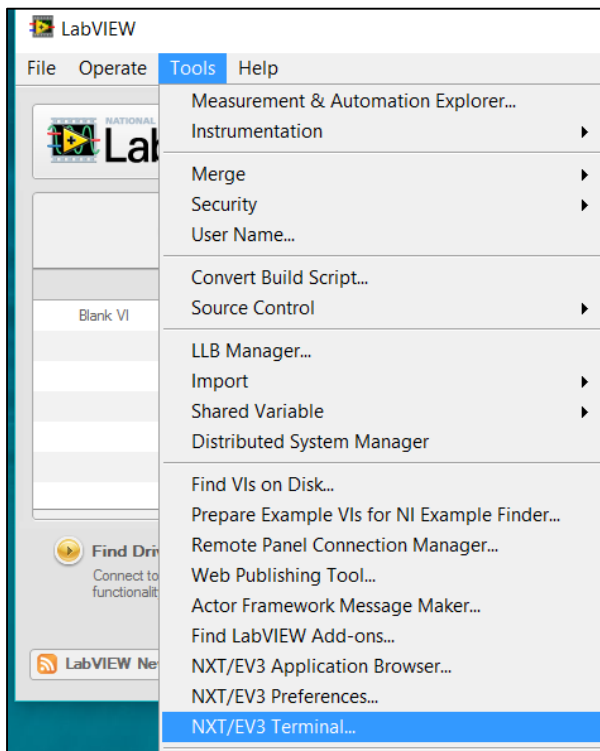 LabVIEW
File Operate Tools Help
NATIONAL
Measurement & Automation Explorer...
Instrumentation
Merge
Security
User Name...
Convert Build Script...
Source Control
Blank VI
LLB Manager...
Import
Shared Variable
Distributed System Manager
Find VIs on Disk...
Prepare Example VIs for NI Example Finder...
Remote Panel Connection Manager...
Find Dri
Connect to
functionalit
Web Publishing Tool...
Actor Framework Message Maker...
Find LabVIEW Add-ons...
LabVIEW Ne
NXT/EV3 Application Browser...
NXT/EV3 Preferences...
NXT/EV3 Terminal...